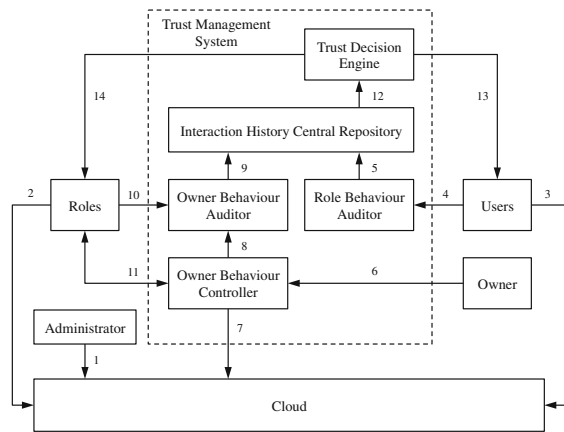 Trust Management
System
Trust Decision
Engine
14
12
13
Interaction History Central Repository
2
9
5
3
Roles
10
Owner Behaviour
Auditor
Role Behaviour
Auditor
4
Users
8
11
Owner Behaviour
Controller
6
Owner
7
Administrator
1
Cloud